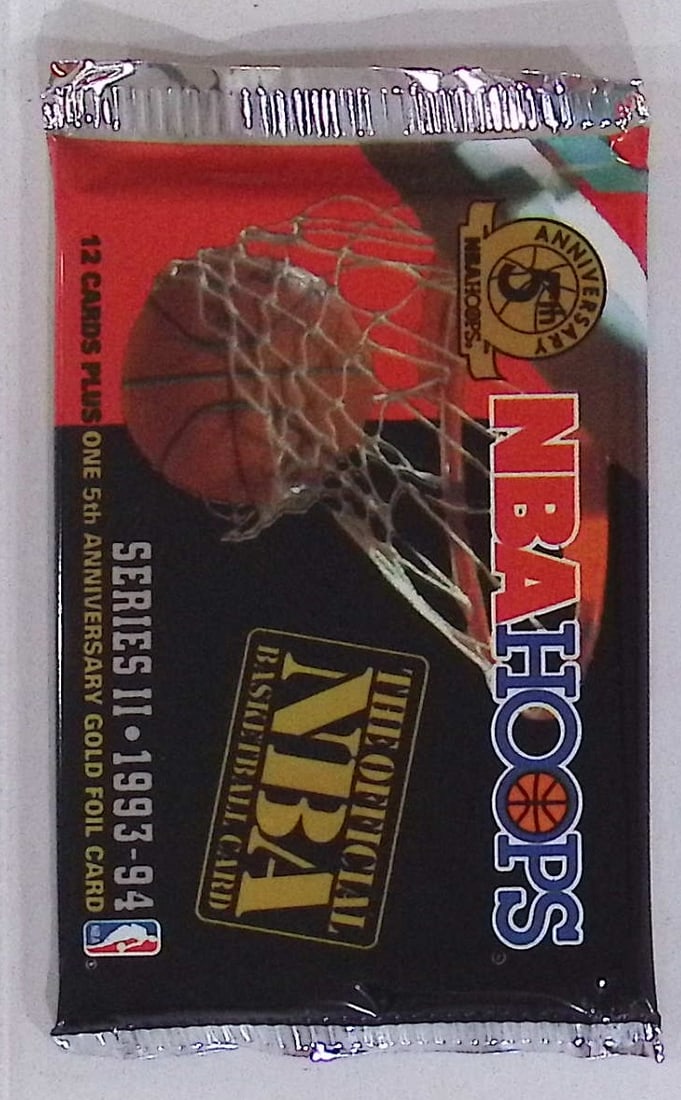 ANNIVERSARY
5th
NBA HOOPS
NBA HOOPS
THE OFFICIAL
NBA
BASKETBALL CARD
SERIES II • 1993-94
12 CARDS PLUS ONE 5th ANNIVERSARY GOLD FOIL CARD